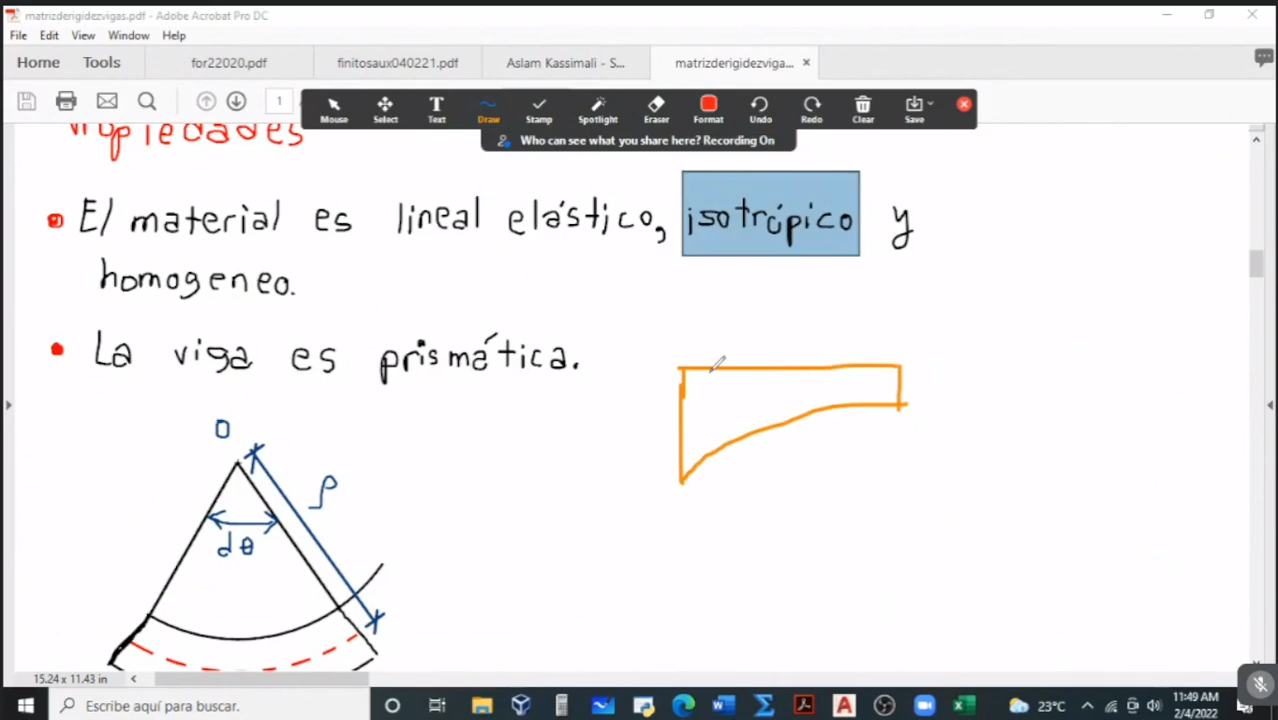 matrizderigidezvigas.pdf - Adobe Acrobat Pro DC
File Edit View Window Help
Home Tools for22020.pdf finitosaux040221.pdf Aslam Kassimali - S... matrizderigidezviga... ×
1
Mouse Select Text Draw Stamp Spotlight Eraser Format Undo Redo Clear Save
Who can see what you share here? Recording On
propiedades
El material es lineal elástico, isotrópico y
homogeneo.
La viga es prismática.
O
ρ
dθ
15.24 x 11.43 in
Escribe aquí para buscar.
23°C
11:49 AM
2/4/2022